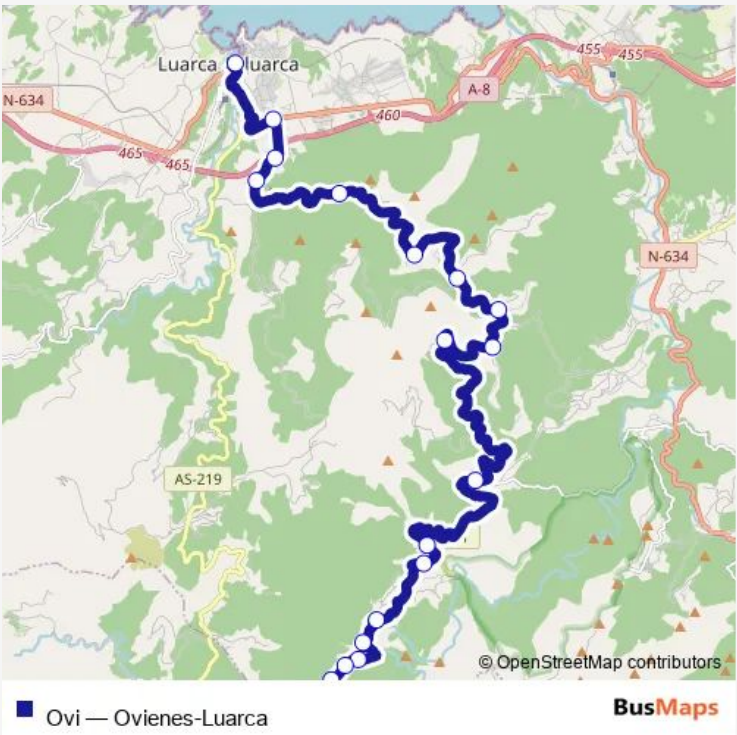 455
455
Luarca
luarca
A-8
N-634
460
465
465
N-634
AS-219
© OpenStreetMap contributors
Ovi — Ovienes-Luarca
BusMaps